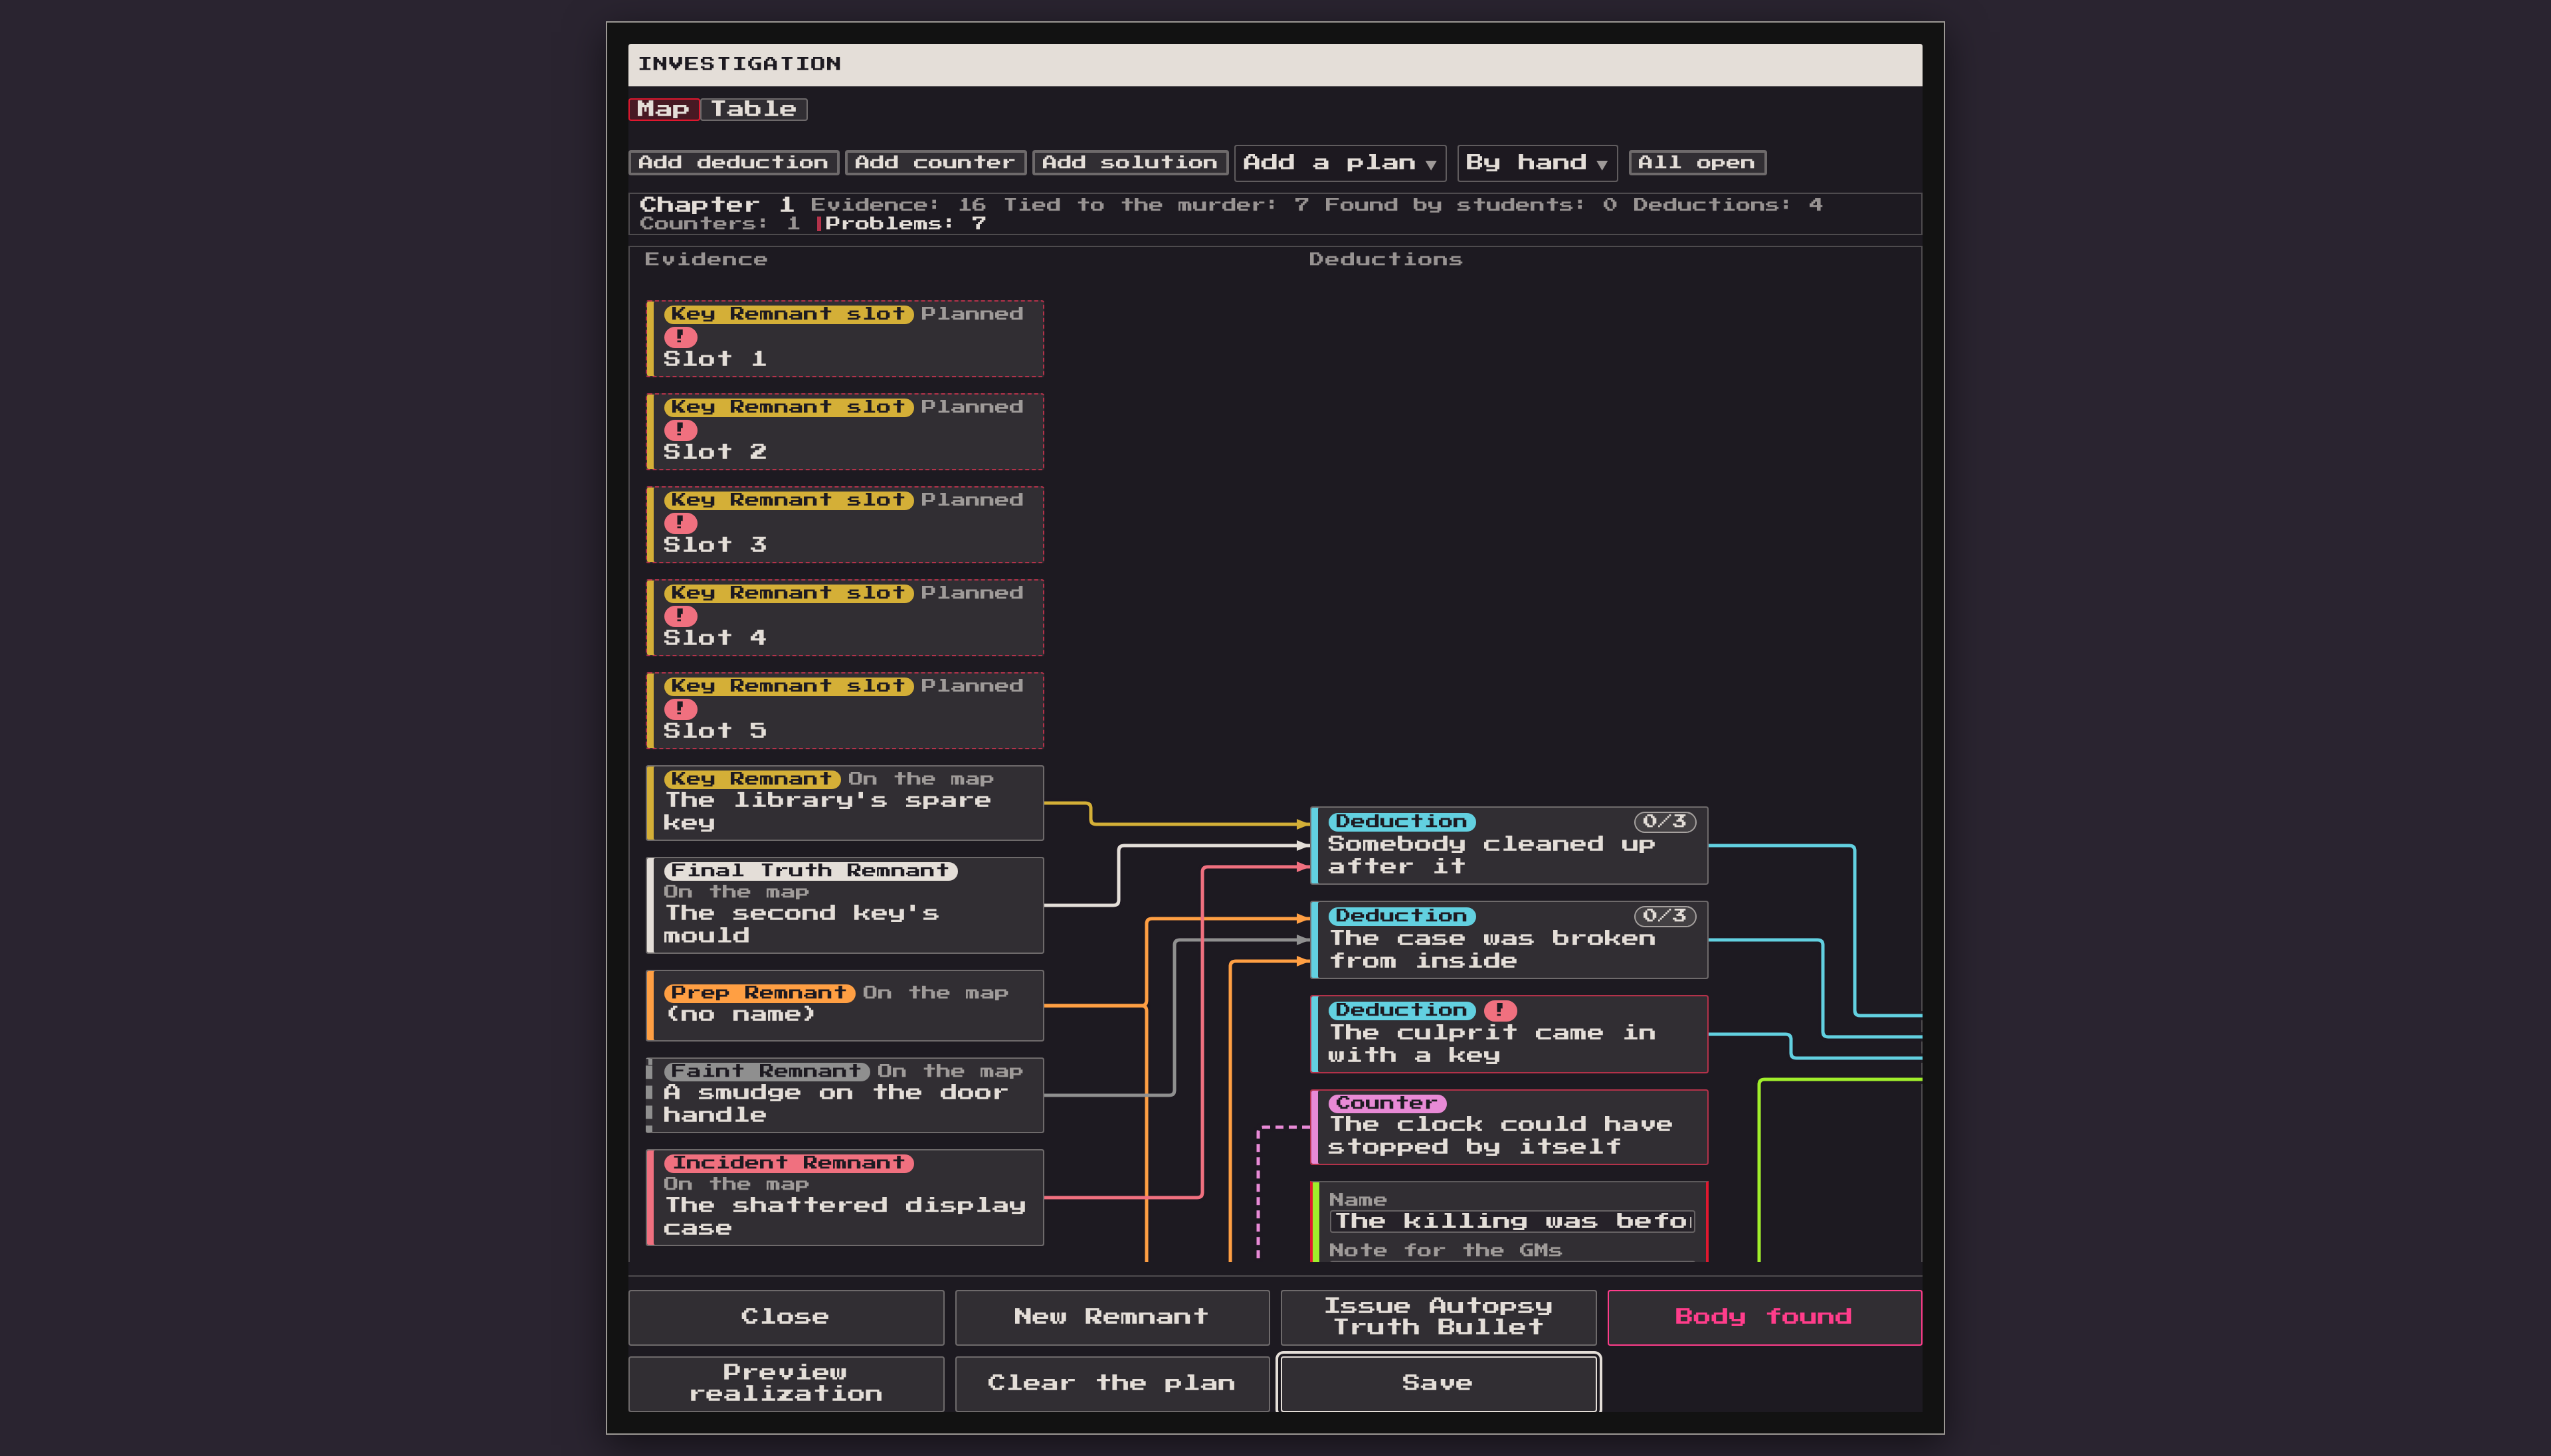 INVESTIGATION
Map Table
Add deduction Add counter Add solution Add a plan By hand All open
Chapter 1 Evidence: 16 Tied to the murder: 7 Found by students: 0 Deductions: 4
Counters: 1 Problems: 7
Evidence
Deductions
Key Remnant slot Planned
!
Slot 1
Key Remnant slot Planned
!
Slot 2
Key Remnant slot Planned
!
Slot 3
Key Remnant slot Planned
!
Slot 4
Key Remnant slot Planned
!
Slot 5
Key Remnant On the map
The library's spare
key
Final Truth Remnant
On the map
The second key's
mould
Prep Remnant On the map
(no name)
Faint Remnant On the map
A smudge on the door
handle
Incident Remnant
On the map
The shattered display
case
Deduction 0/3
Somebody cleaned up
after it
Deduction 0/3
The case was broken
from inside
Deduction !
The culprit came in
with a key
Counter
The clock could have
stopped by itself
Name
The killing was befo
Note for the GMs
Close
New Remnant
Issue Autopsy
Truth Bullet
Body found
Preview
realization
Clear the plan
Save